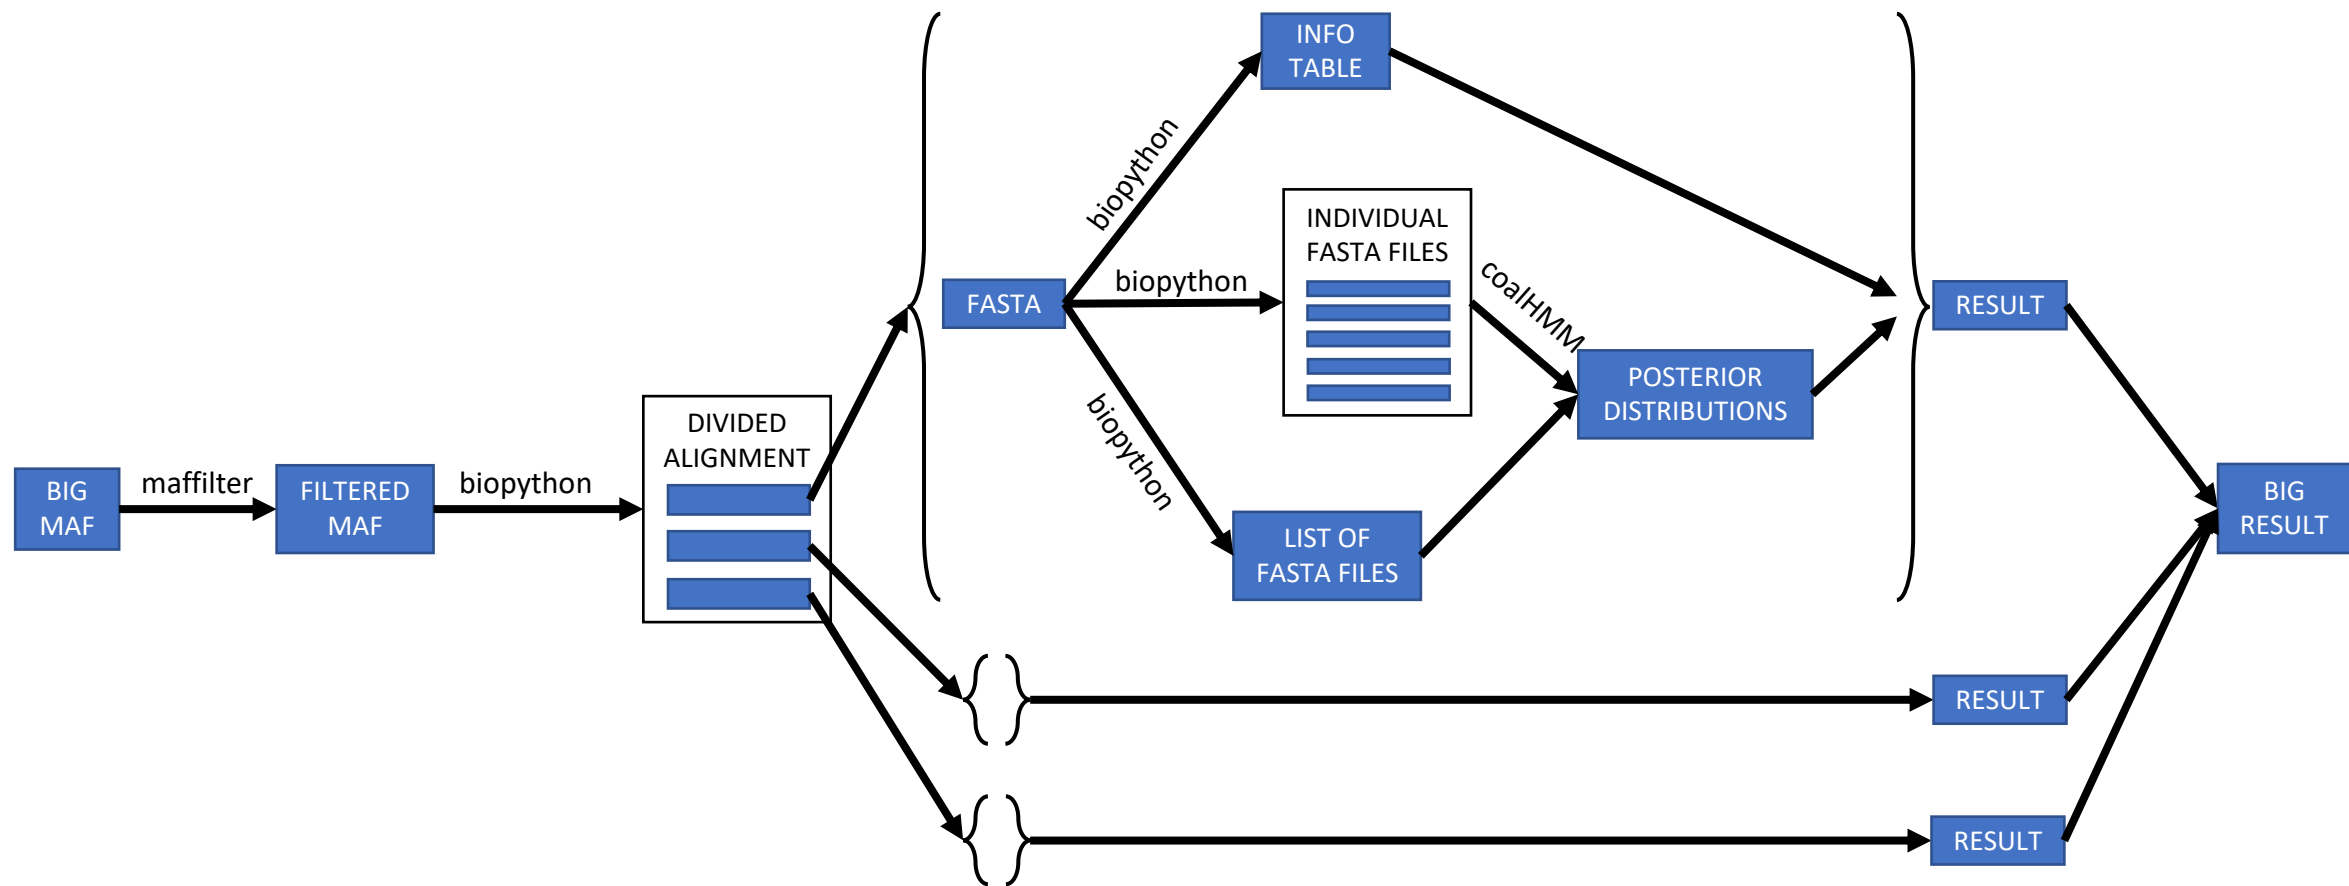 BIG
MAF
maffilter
FILTERED
MAF
biopython
DIVIDED
ALIGNMENT
FASTA
biopython
INFO
TABLE
biopython
INDIVIDUAL
FASTA FILES
biopython
LIST OF
FASTA FILES
coalHMM
POSTERIOR
DISTRIBUTIONS
RESULT
RESULT
RESULT
BIG
RESULT